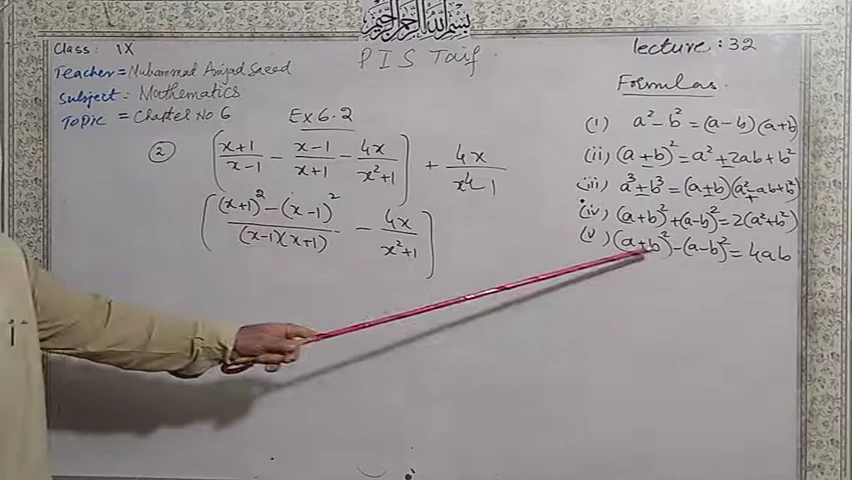 بسم الله الرحمن الرحيم
Class: IX
P I S Taif
lecture: 32
Teacher = Muhammad Amjad Saeed
Subject: Mathematics
Topic = Chapter No 6
Ex 6.2
Formulas.
(i) a² - b² = (a-b)(a+b)
(ii) (a±b)² = a² ± 2ab + b²
(iii) a³ ± b³ = (a±b)(a² ∓ ab + b²)
(iv) (a+b)² + (a-b)² = 2(a²+b²)
(v) (a+b)² - (a-b)² = 4ab
② ((x+1)/(x-1) - (x-1)/(x+1) - 4x/(x²+1)) + 4x/(x⁴-1)
(((x+1)² - (x-1)²)/((x-1)(x+1)) - 4x/(x²+1))